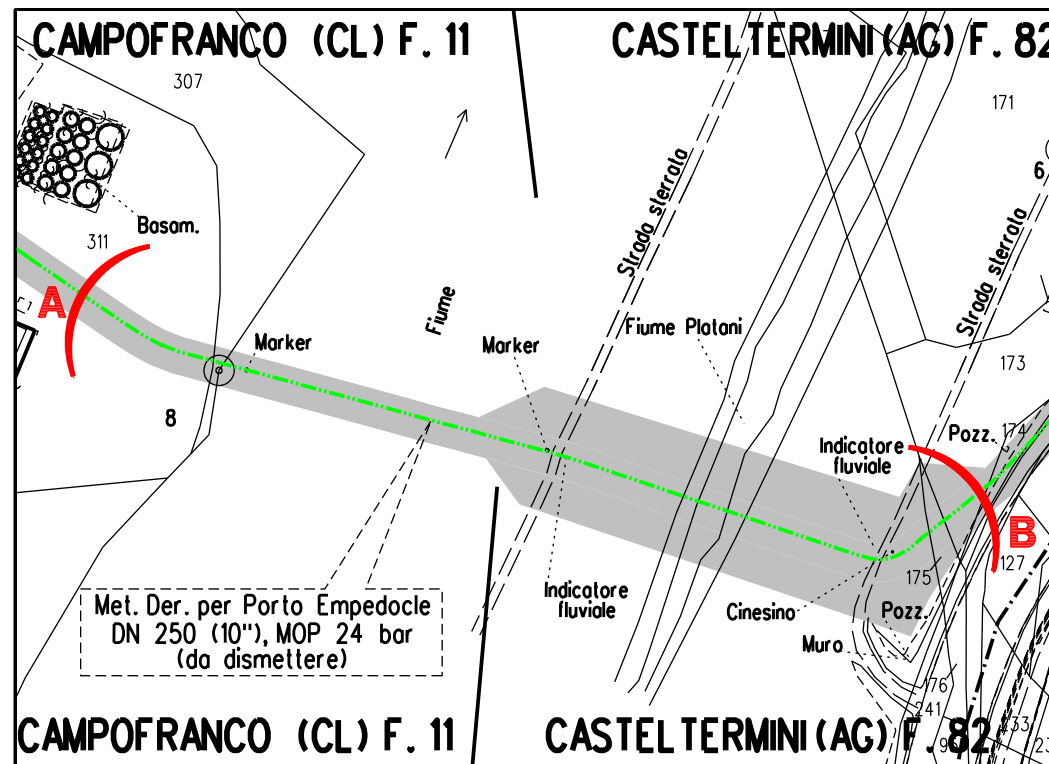 CAMPOFRANCO (CL) F. 11
CASTELTERMINI (AG) F. 82
307
171
6
Strada sterrata
Strada sterrata
Basam.
311
A
Fiume
Fiume Platani
Marker
Marker
173
8
Pozz.
174
Indicatore
fluviale
B
127
175
Met. Der. per Porto Empedocle
DN 250 (10"), MOP 24 bar
(da dismettere)
Indicatore
fluviale
Cinesino
Pozz.
Muro
176
241
233
CAMPOFRANCO (CL) F. 11
CASTELTERMINI (AG) F. 82